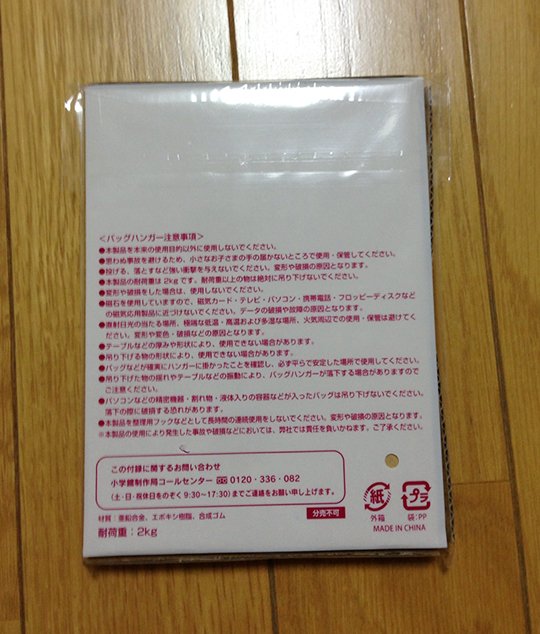 ＜バッグハンガー注意事項＞
●本製品を本来の使用目的以外に使用しないでください。
●思わぬ事故を避けるため、小さなお子さまの手の届かないところで使用・保管してください。
●投げる、落とすなど強い衝撃を与えないでください。変形や破損の原因となります。
●本製品の耐荷重は2kgです。耐荷重以上の物は絶対に吊り下げないでください。
●変形や破損をした場合は、使用しないでください。
●磁石を使用していますので、磁気カード・テレビ・パソコン・携帯電話・フロッピーディスクなど
の磁気応用製品に近づけないでください。データの破損や故障の原因となります。
●直射日光の当たる場所、極端な低温・高温および多湿な場所、火気周辺での使用・保管は避けてく
ださい。変形や変色・破損などの原因となります。
●テーブルなどの厚みや形状により、使用できない場合があります。
●吊り下げる物の形状により、使用できない場合があります。
●バッグなどが確実にハンガーに掛かったことを確認し、必ず平らで安定した場所で使用してください。
●吊り下げた物の揺れやテーブルなどの振動により、バッグハンガーが落下する場合がありますので
ご注意ください。
●パソコンなどの精密機器・割れ物・液体入りの容器などが入ったバッグは吊り下げないでください。
落下の際に破損する恐れがあります。
●本製品を整理用フックなどとして長時間の連続使用をしないでください。変形や破損の原因となります。
※本製品の使用により発生した事故や破損などにおいては、弊社では責任を負いかねます。ご了承ください。
この付録に関するお問い合わせ
小学館制作局コールセンター 0120・336・082
(土・日・祝休日をのぞく9:30〜17:30)までご連絡をお願い申し上げます。
材質：亜鉛合金、エポキシ樹脂、合成ゴム
分売不可
耐荷重：2kg
紙
プラ
外箱
袋：PP
MADE IN CHINA